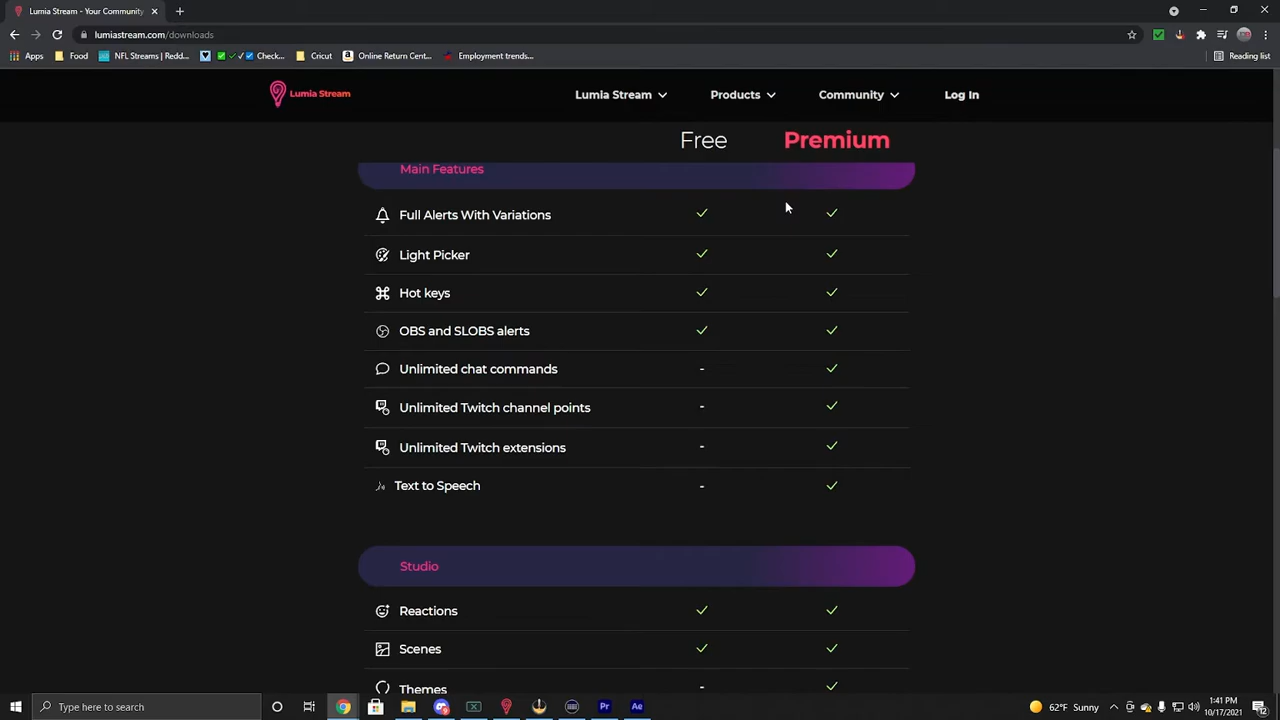 Lumia Stream - Your Community
lumiastream.com/downloads
Apps
Food
NFL Streams | Redd...
Check...
Cricut
Online Return Cent...
Employment trends...
Reading list
Lumia Stream
Lumia Stream
Products
Community
Log In
Free
Premium
Main Features
Full Alerts With Variations
Light Picker
Hot keys
OBS and SLOBS alerts
Unlimited chat commands
-
Unlimited Twitch channel points
-
Unlimited Twitch extensions
-
Text to Speech
-
Studio
Reactions
Scenes
Themes
-
Type here to search
Pr
Ae
62°F Sunny
1:41 PM
10/17/2021